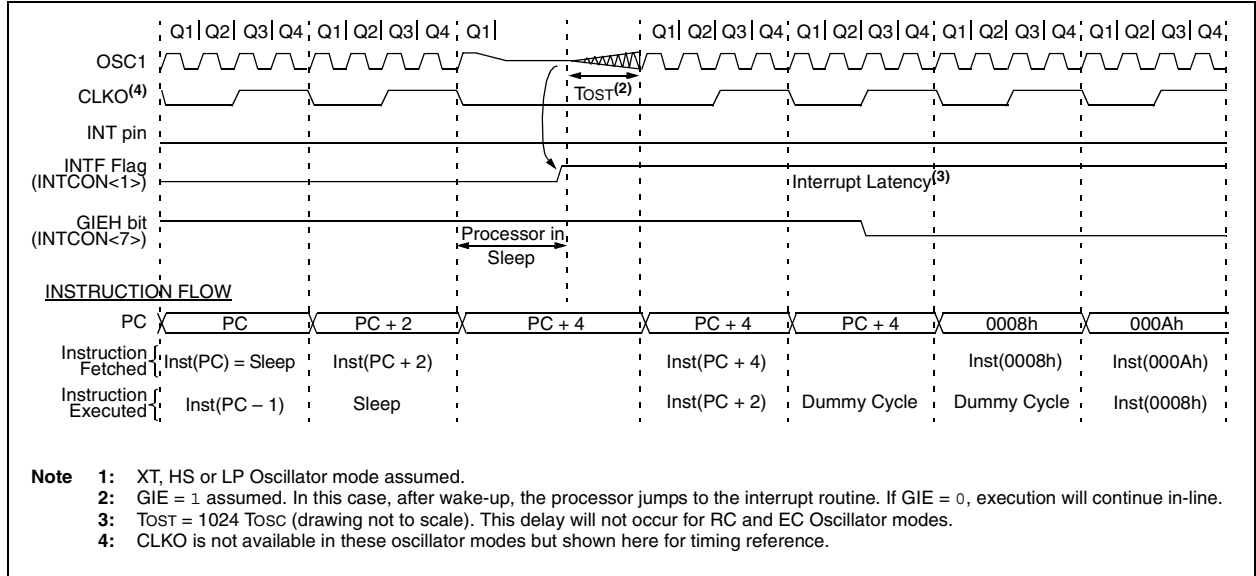 Q1 Q2 Q3 Q4 Q1 Q2 Q3 Q4 Q1 Q1 Q2 Q3 Q4 Q1 Q2 Q3 Q4 Q1 Q2 Q3 Q4 Q1 Q2 Q3 Q4
OSC1
TOST(2)
CLKO(4)
INT pin
INTF Flag
(INTCON<1>)
Interrupt Latency(3)
GIEH bit
(INTCON<7>)
Processor in
Sleep
INSTRUCTION FLOW
PC PC PC + 2 PC + 4 PC + 4 PC + 4 0008h 000Ah
Instruction
Fetched
Inst(PC) = Sleep Inst(PC + 2) Inst(PC + 4) Inst(0008h) Inst(000Ah)
Instruction
Executed
Inst(PC – 1) Sleep Inst(PC + 2) Dummy Cycle Dummy Cycle Inst(0008h)
Note 1: XT, HS or LP Oscillator mode assumed.
2: GIE = 1 assumed. In this case, after wake-up, the processor jumps to the interrupt routine. If GIE = 0, execution will continue in-line.
3: TOST = 1024 TOSC (drawing not to scale). This delay will not occur for RC and EC Oscillator modes.
4: CLKO is not available in these oscillator modes but shown here for timing reference.